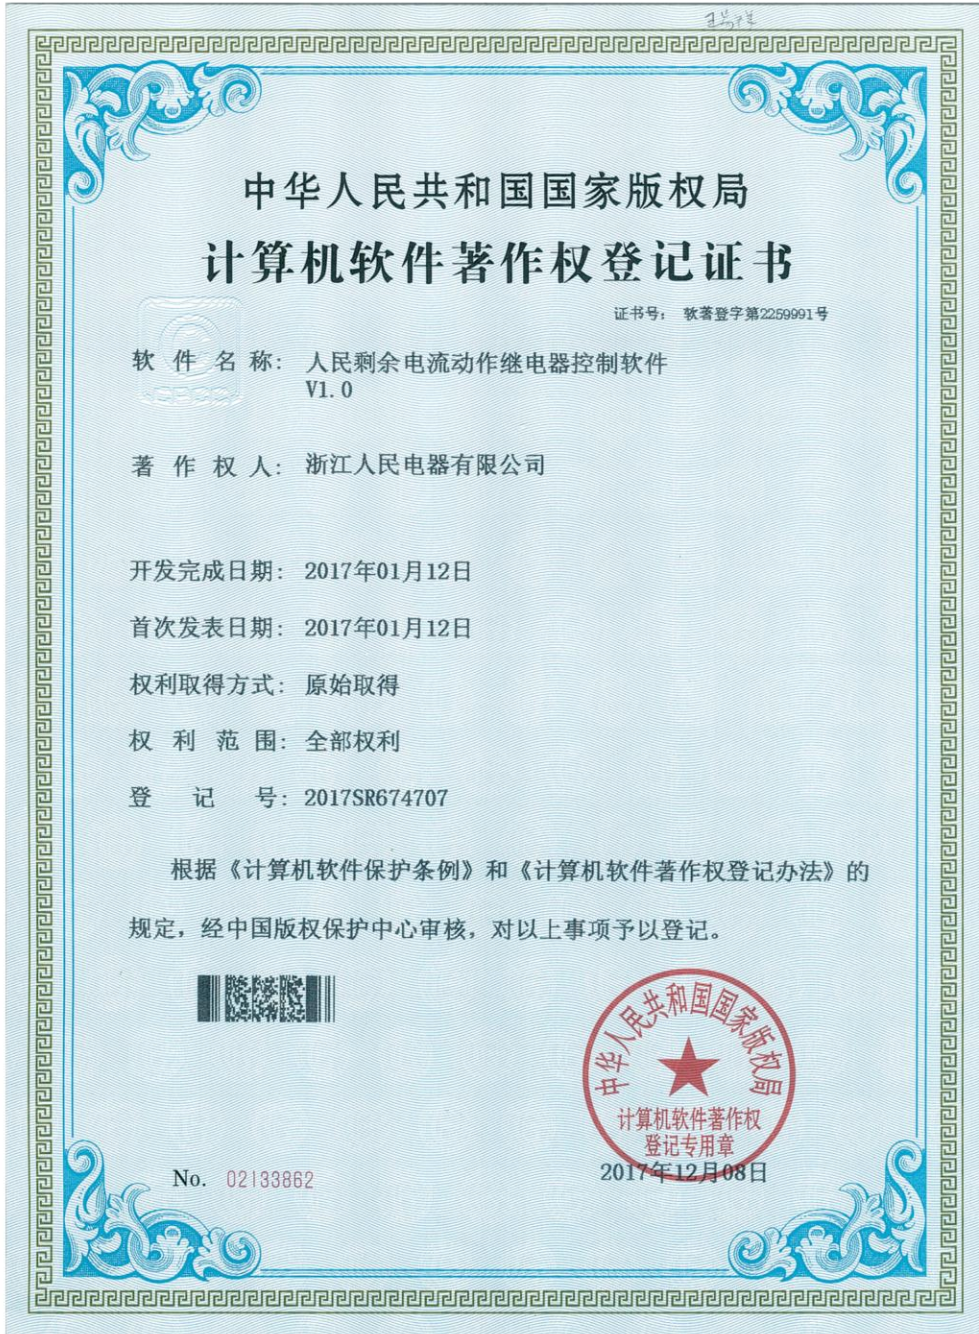 中华人民共和国国家版权局
计算机软件著作权登记证书
证书号： 软著登字第2259991号
软件名称： 人民剩余电流动作继电器控制软件
V1.0
著作权人： 浙江人民电器有限公司
开发完成日期： 2017年01月12日
首次发表日期： 2017年01月12日
权利取得方式： 原始取得
权利范围： 全部权利
登记号： 2017SR674707
根据《计算机软件保护条例》和《计算机软件著作权登记办法》的
规定，经中国版权保护中心审核，对以上事项予以登记。
中华人民共和国国家版权局
计算机软件著作权
登记专用章
No. 02133862
2017年12月08日